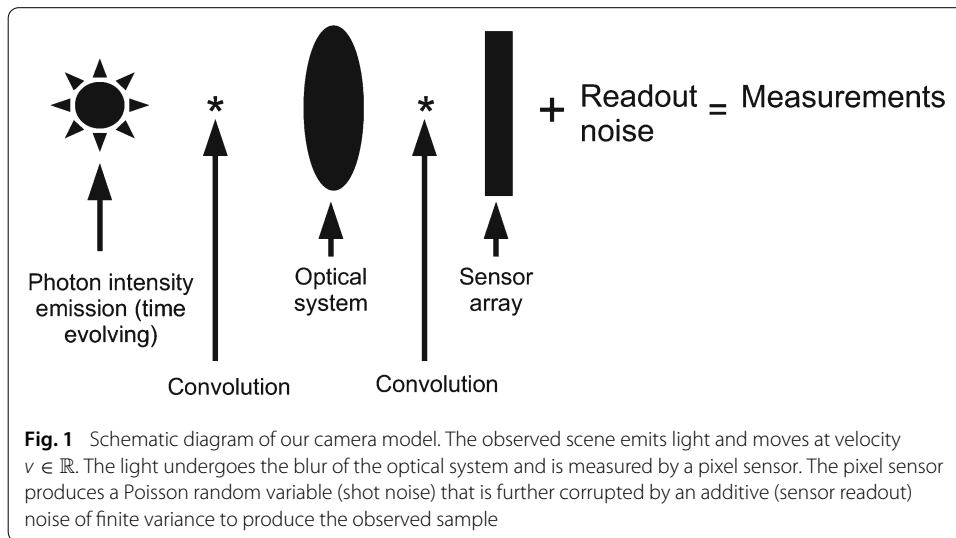 * * + Readout = Measurements
noise
Photon intensity
emission (time
evolving)
Optical
system
Sensor
array
Convolution
Convolution
Fig. 1 Schematic diagram of our camera model. The observed scene emits light and moves at velocity
v ∈ ℝ. The light undergoes the blur of the optical system and is measured by a pixel sensor. The pixel sensor
produces a Poisson random variable (shot noise) that is further corrupted by an additive (sensor readout)
noise of finite variance to produce the observed sample